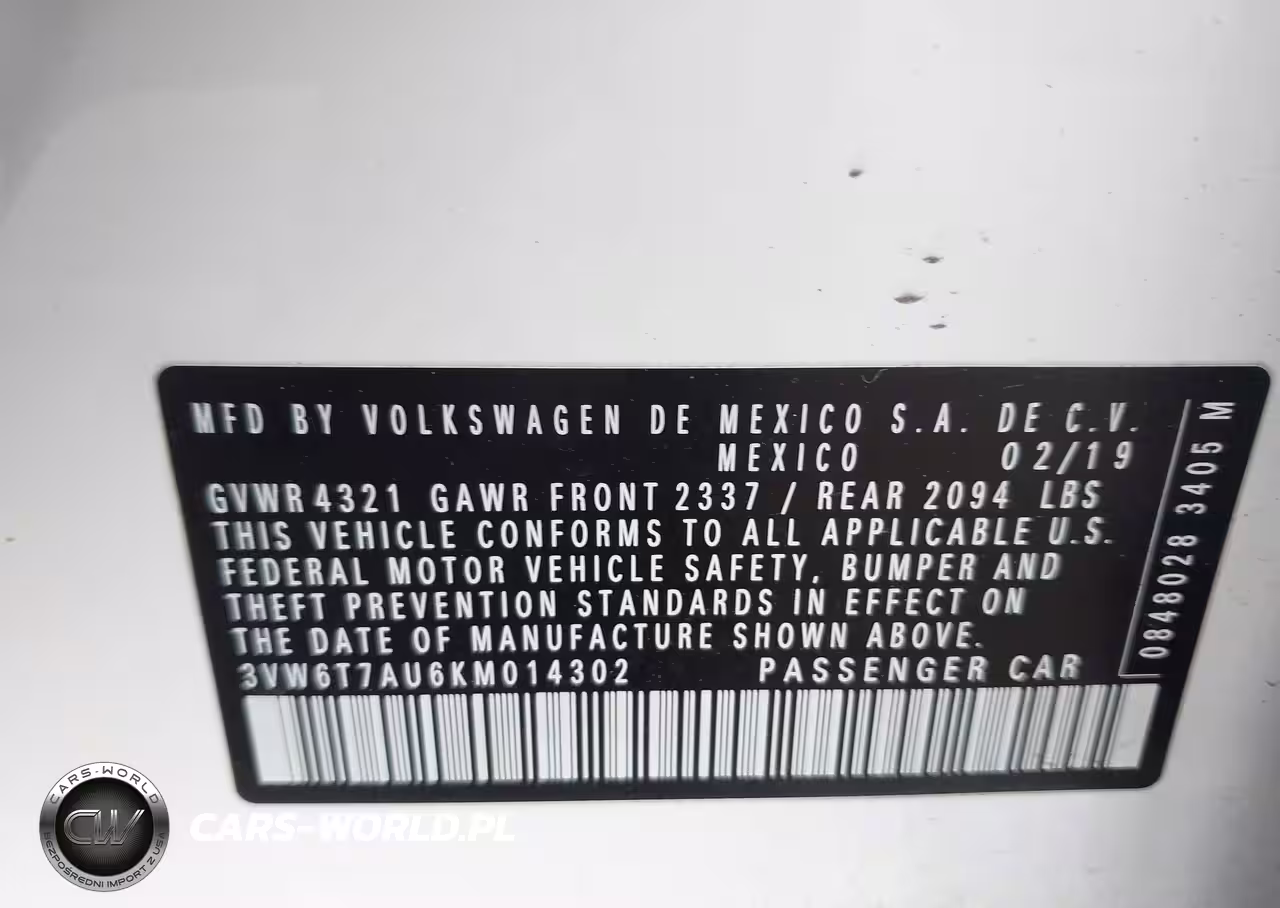 MFD BY VOLKSWAGEN DE MEXICO S.A. DE C.V.
MEXICO 02/19
GVWR 4321 GAWR FRONT 2337 / REAR 2094 LBS
THIS VEHICLE CONFORMS TO ALL APPLICABLE U.S.
FEDERAL MOTOR VEHICLE SAFETY, BUMPER AND
THEFT PREVENTION STANDARDS IN EFFECT ON
THE DATE OF MANUFACTURE SHOWN ABOVE.
3VW6T7AU6KM014302 PASSENGER CAR
0848028 3405 M
CARS-WORLD
CW
BEZPOŚREDNI IMPORT Z USA
CARS-WORLD.PL